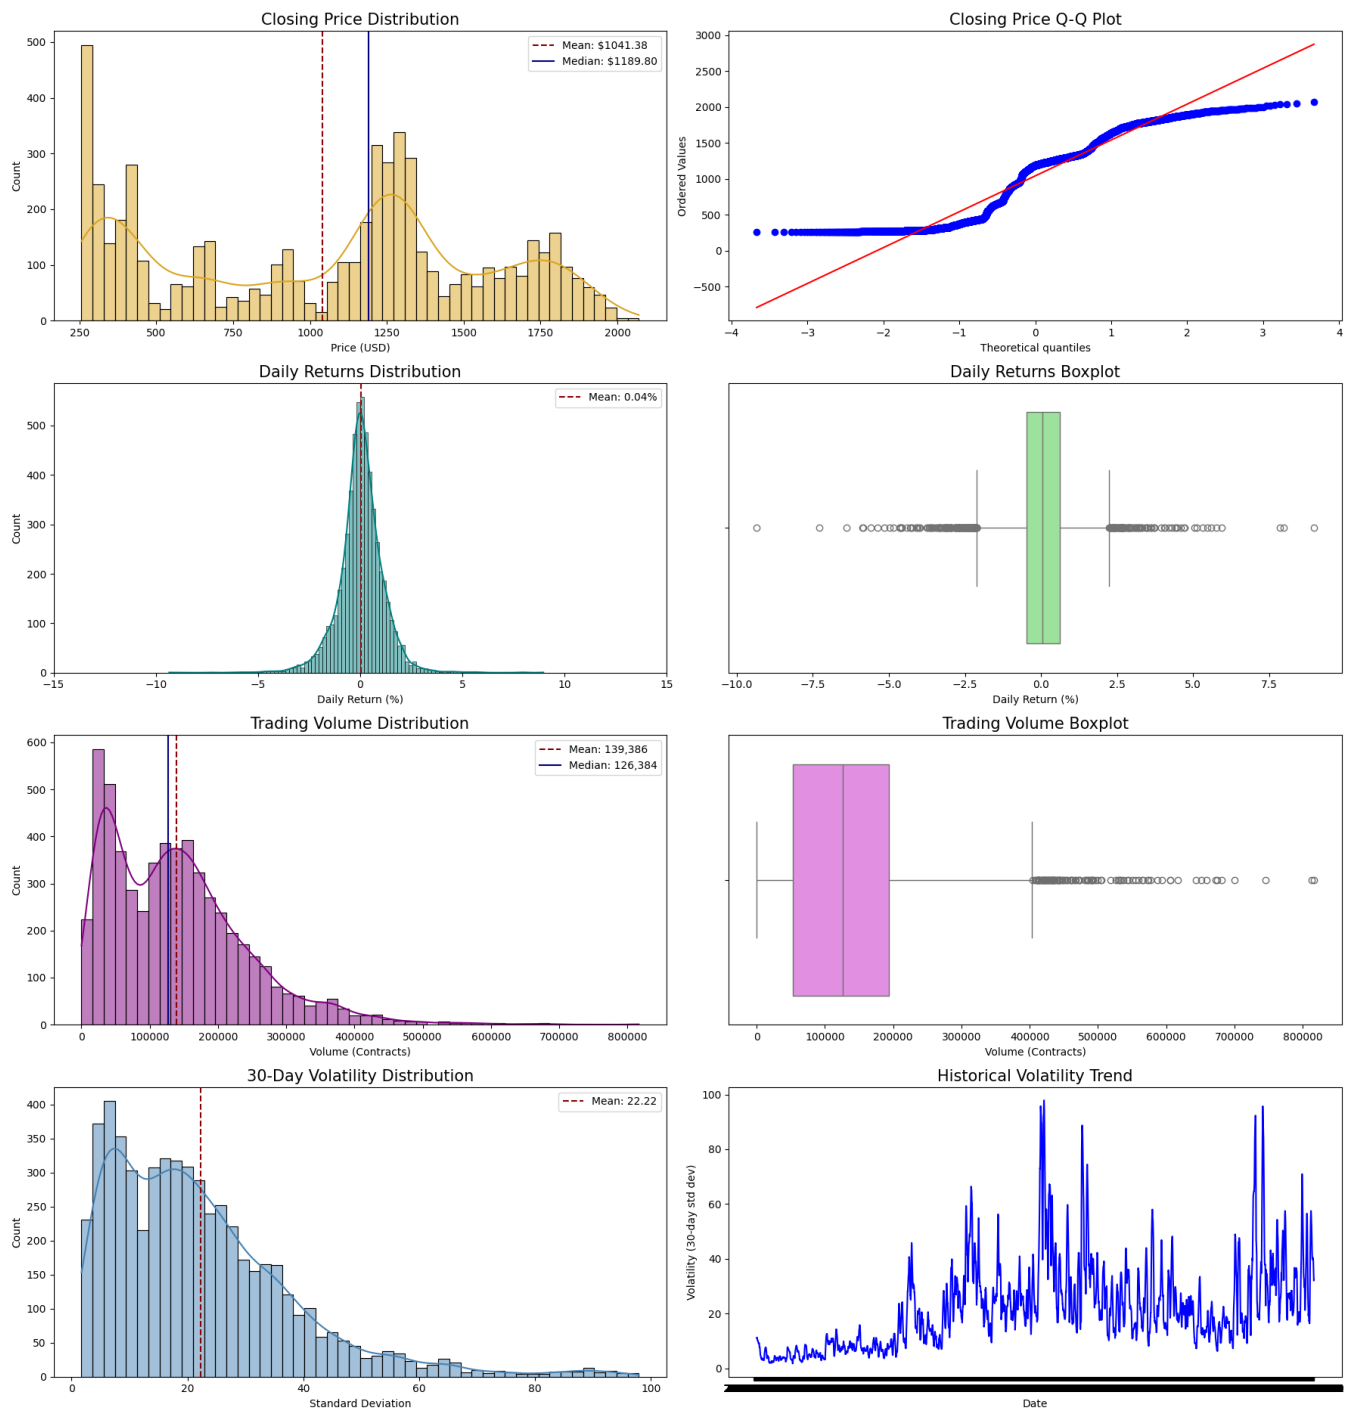 Closing Price Distribution
Count
500
400
300
200
100
0
Mean: $1041.38
Median: $1189.80
250 500 750 1000 1250 1500 1750 2000
Price (USD)
Closing Price Q-Q Plot
Ordered Values
3000
2500
2000
1500
1000
500
0
−500
−4 −3 −2 −1 0 1 2 3 4
Theoretical quantiles
Daily Returns Distribution
Count
500
400
300
200
100
0
Mean: 0.04%
−15 −10 −5 0 5 10 15
Daily Return (%)
Daily Returns Boxplot
−10.0 −7.5 −5.0 −2.5 0.0 2.5 5.0 7.5
Daily Return (%)
Trading Volume Distribution
Count
600
500
400
300
200
100
0
Mean: 139,386
Median: 126,384
0 100000 200000 300000 400000 500000 600000 700000 800000
Volume (Contracts)
Trading Volume Boxplot
0 100000 200000 300000 400000 500000 600000 700000 800000
Volume (Contracts)
30-Day Volatility Distribution
Count
400
350
300
250
200
150
100
50
0
Mean: 22.22
0 20 40 60 80 100
Standard Deviation
Historical Volatility Trend
Volatility (30-day std dev)
100
80
60
40
20
0
Date